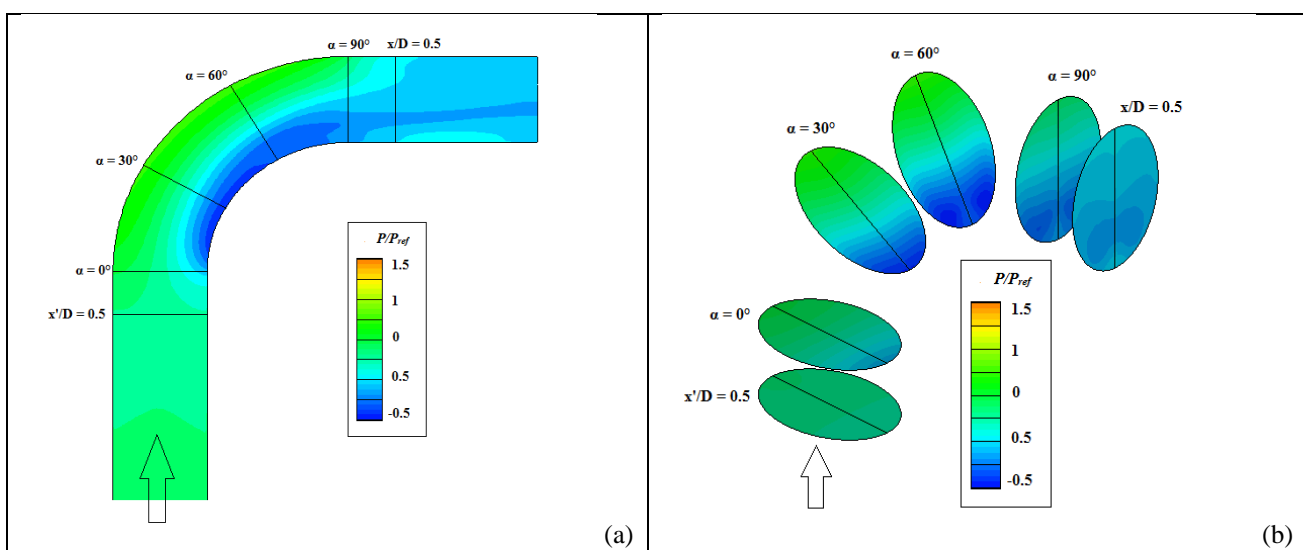 α = 90°
x/D = 0.5
α = 60°
α = 30°
α = 0°
x'/D = 0.5
P/Pref
1.5
1
0
0.5
-0.5
(a)
α = 60°
α = 90°
x/D = 0.5
α = 30°
α = 0°
x'/D = 0.5
P/Pref
1.5
1
0
0.5
-0.5
(b)